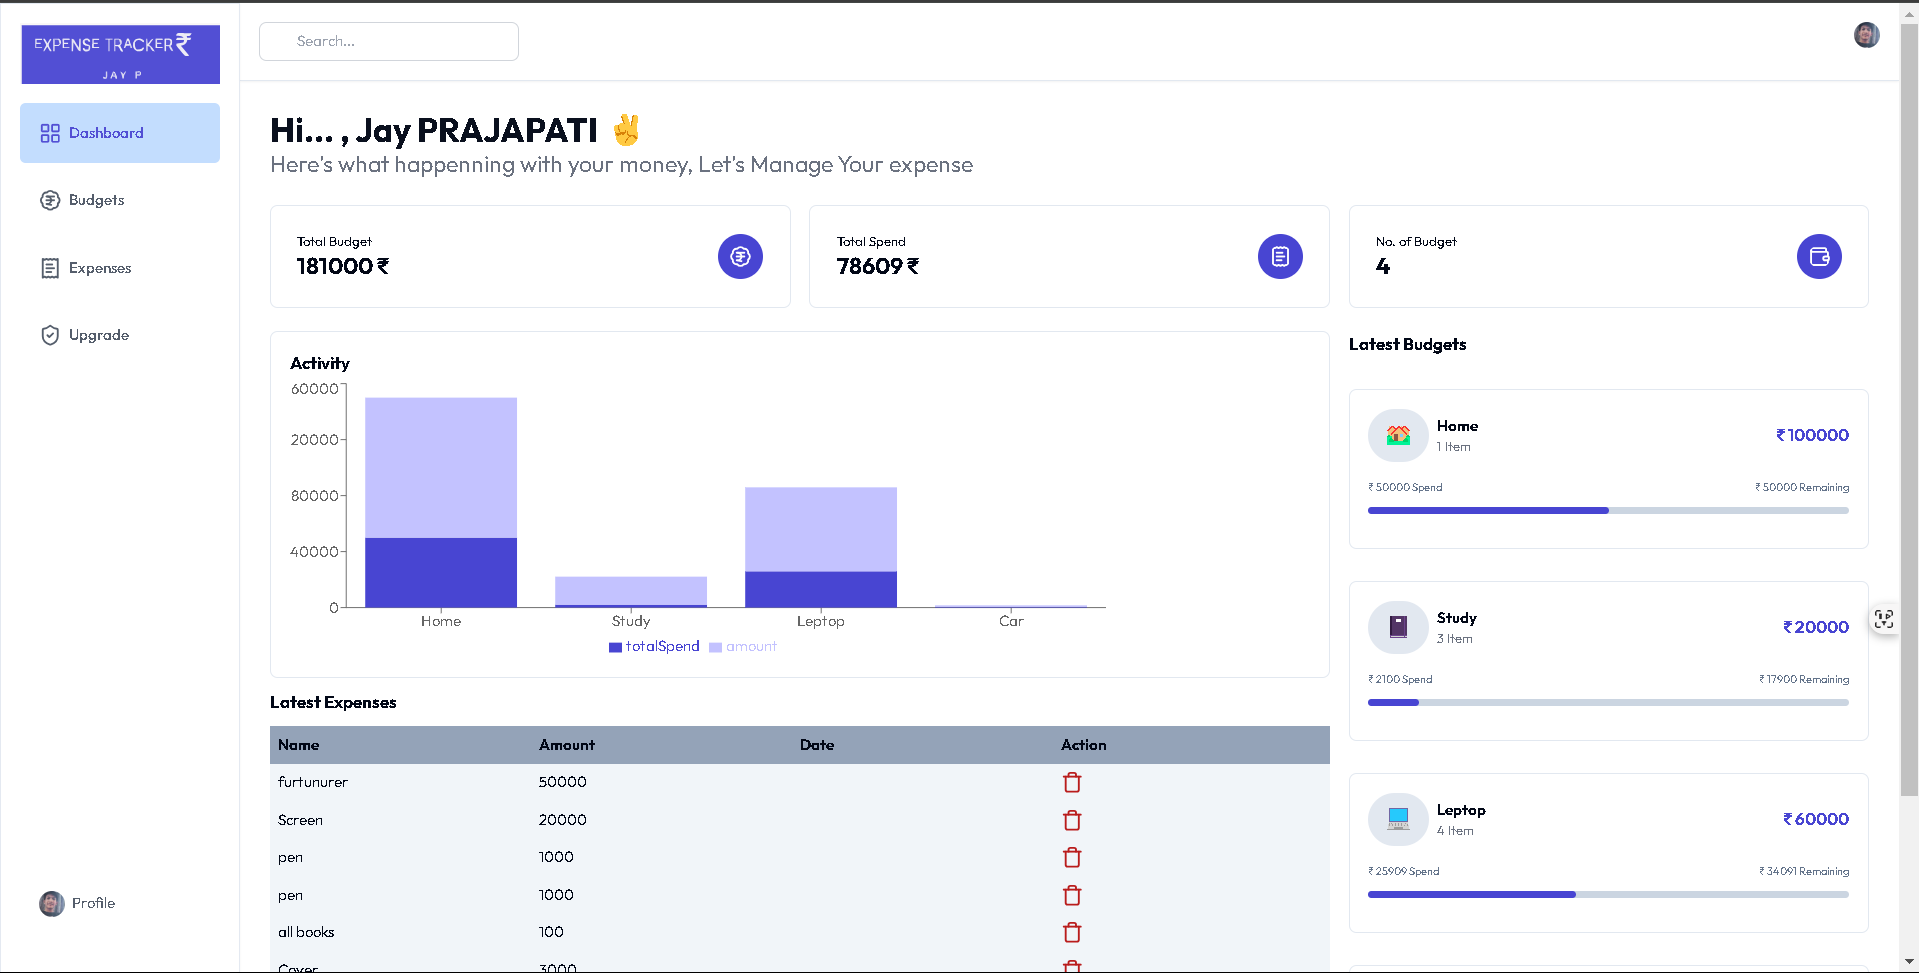 EXPENSE TRACKER₹
JAY P
Dashboard
Budgets
Expenses
Upgrade
Profile
Search...
Hi... , Jay PRAJAPATI ✌
Here's what happenning with your money, Let's Manage Your expense
Total Budget
181000 ₹
Total Spend
78609 ₹
No. of Budget
4
Activity
60000
20000
80000
40000
0
Home Study Leptop Car
totalSpend amount
Latest Expenses
Name Amount Date Action
furtunurer 50000
Screen 20000
pen 1000
pen 1000
all books 100
Cover 3000
Latest Budgets
Home ₹100000
1 Item
₹ 50000 Spend ₹ 50000 Remaining
Study ₹20000
3 Item
₹ 2100 Spend ₹ 17900 Remaining
Leptop ₹60000
4 Item
₹ 25909 Spend ₹ 34091 Remaining